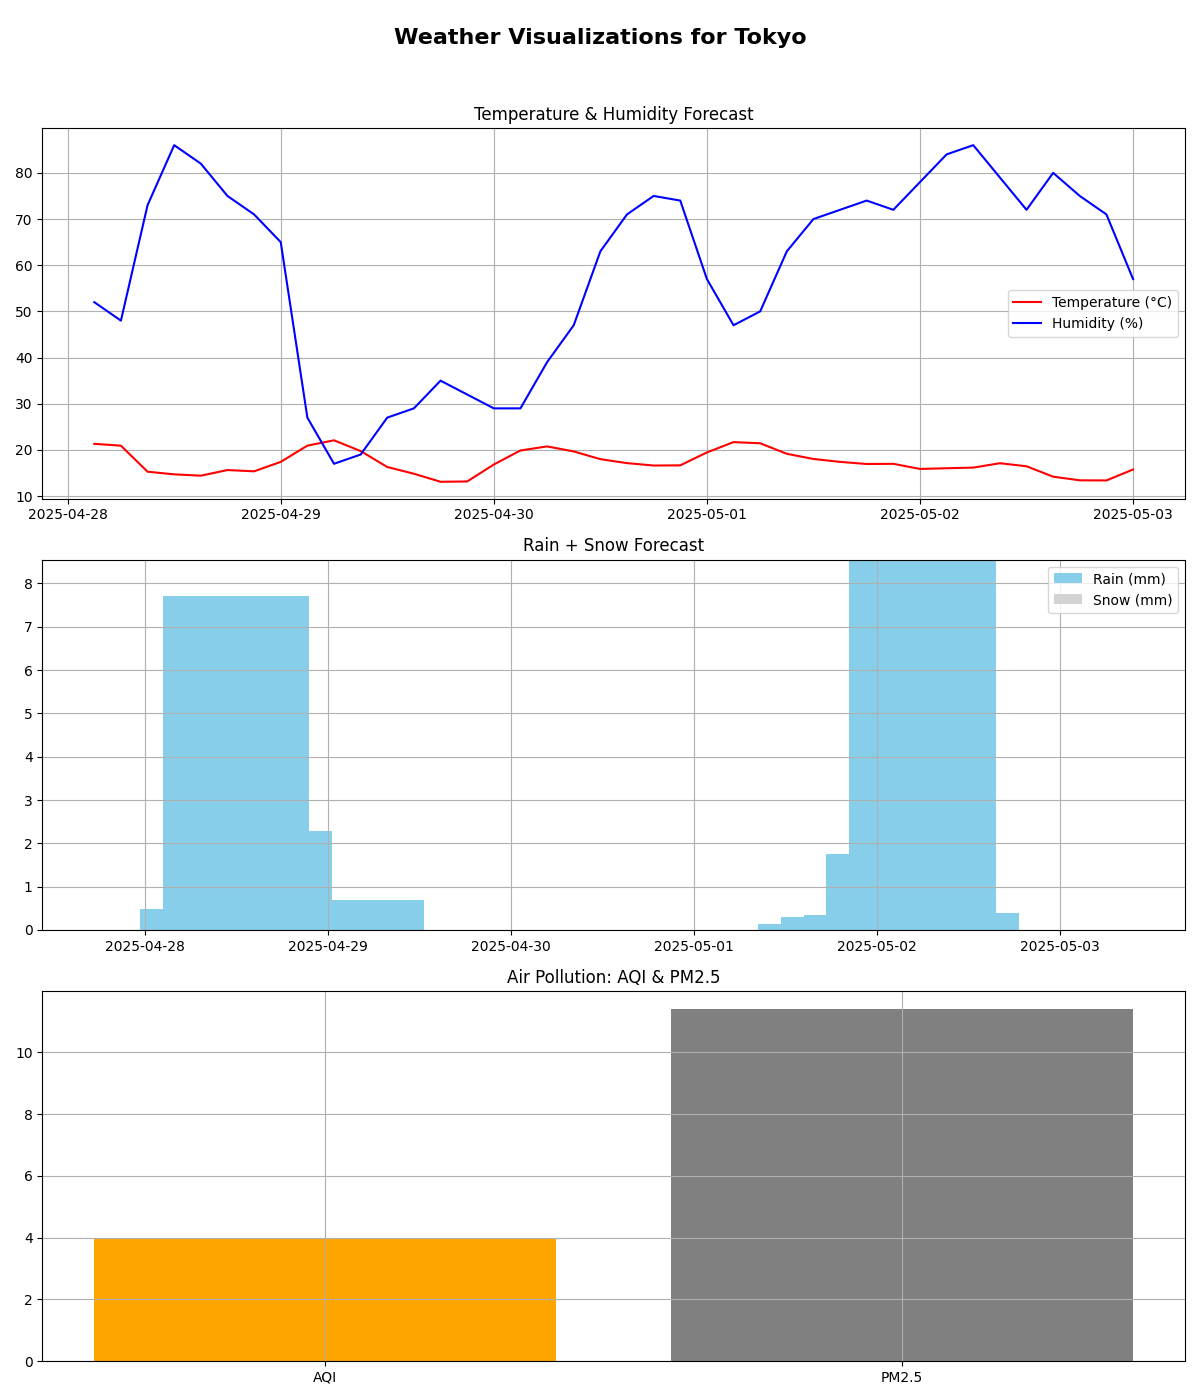 Weather Visualizations for Tokyo
Temperature & Humidity Forecast
80
70
60
50
40
30
20
10
Temperature (°C)
Humidity (%)
2025-04-28 2025-04-29 2025-04-30 2025-05-01 2025-05-02 2025-05-03
Rain + Snow Forecast
8
7
6
5
4
3
2
1
0
Rain (mm)
Snow (mm)
2025-04-28 2025-04-29 2025-04-30 2025-05-01 2025-05-02 2025-05-03
Air Pollution: AQI & PM2.5
10
8
6
4
2
0
AQI PM2.5